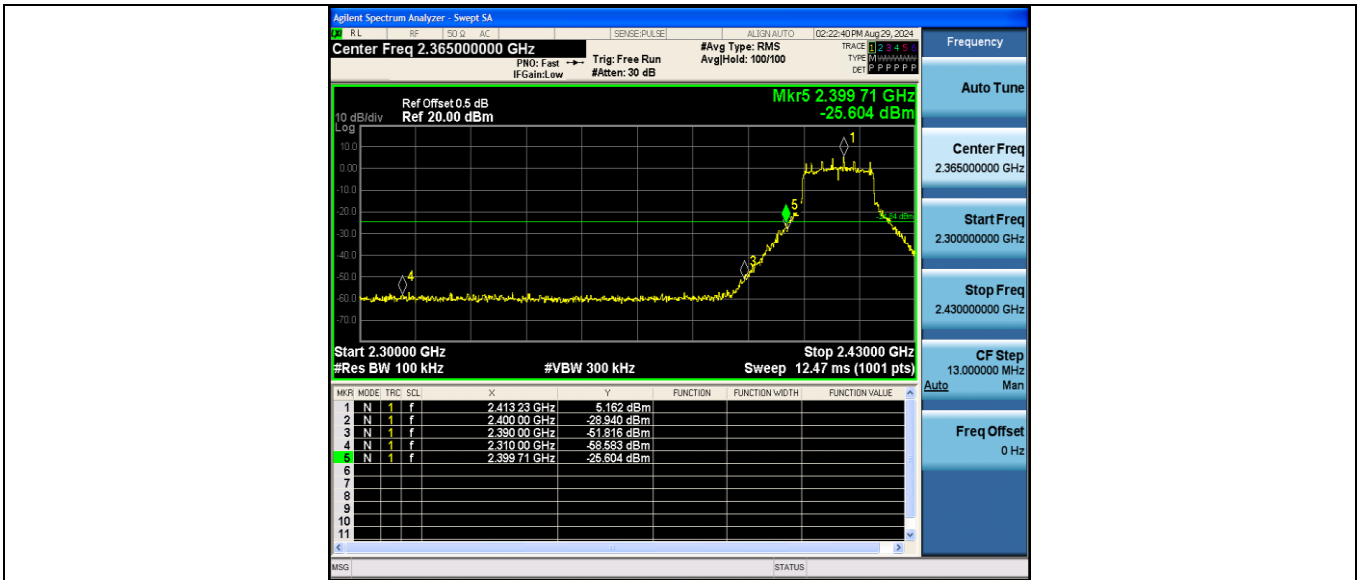 Agilent Spectrum Analyzer - Swept SA
RL RF 50 Ω AC SENSE:PULSE ALIGN AUTO 02:22:40 PM Aug 29, 2024
Center Freq 2.365000000 GHz
PNO: Fast
IFGain:Low
Trig: Free Run
#Atten: 30 dB
#Avg Type: RMS
Avg|Hold: 100/100
TRACE 1 2 3 4 5 6
TYPE M W W W W W
DET P P P P P P
Mkr5 2.399 71 GHz
-25.604 dBm
Ref Offset 0.5 dB
10 dB/div Ref 20.00 dBm
Log
10.0
0.00
-10.0
-20.0
-30.0
-40.0
-50.0
-60.0
-70.0
1
5
3
4
Start 2.30000 GHz Stop 2.43000 GHz
#Res BW 100 kHz #VBW 300 kHz Sweep 12.47 ms (1001 pts)
MKR MODE TRC SCL X Y FUNCTION FUNCTION WIDTH FUNCTION VALUE
1 N 1 f 2.413 23 GHz 5.162 dBm
2 N 1 f 2.400 00 GHz -28.940 dBm
3 N 1 f 2.390 00 GHz -51.816 dBm
4 N 1 f 2.310 00 GHz -58.583 dBm
5 N 1 f 2.399 71 GHz -25.604 dBm
6
7
8
9
10
11
MSG STATUS
Frequency
Auto Tune
Center Freq
2.365000000 GHz
Start Freq
2.300000000 GHz
Stop Freq
2.430000000 GHz
CF Step
13.000000 MHz
Auto Man
Freq Offset
0 Hz